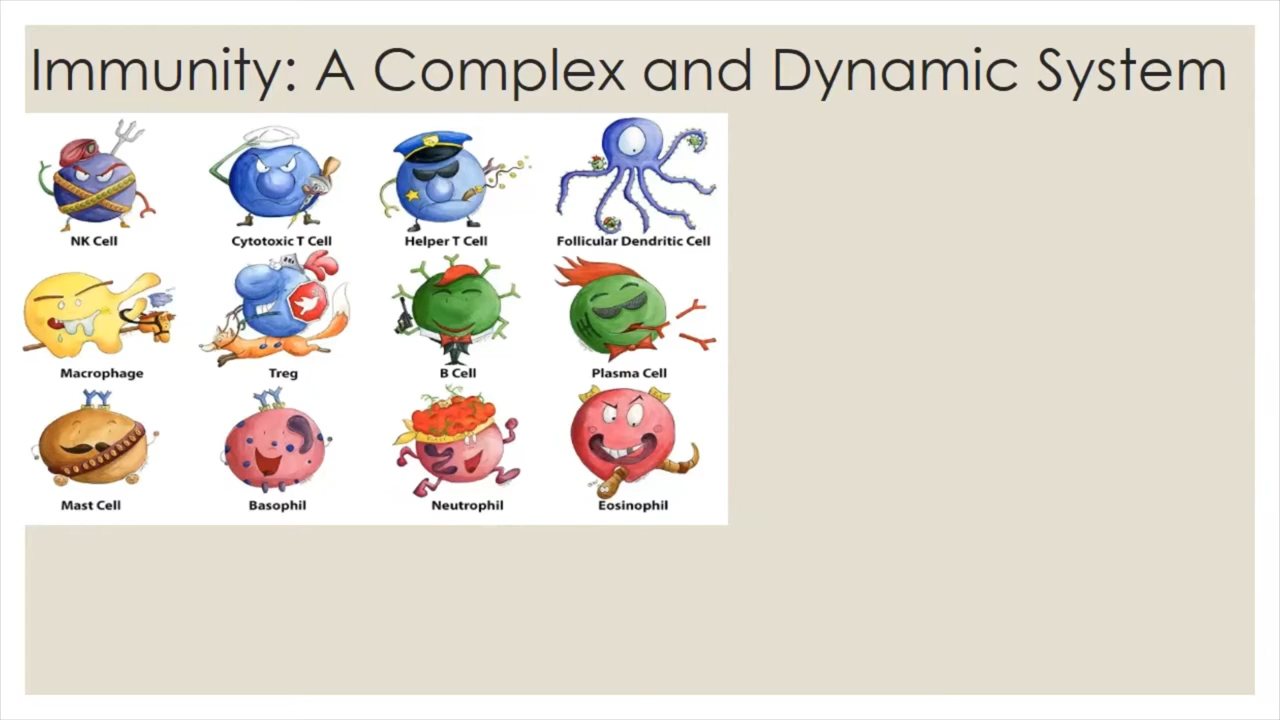 Immunity: A Complex and Dynamic System
NK Cell
Cytotoxic T Cell
Helper T Cell
Follicular Dendritic Cell
Macrophage
Treg
B Cell
Plasma Cell
Mast Cell
Basophil
Neutrophil
Eosinophil